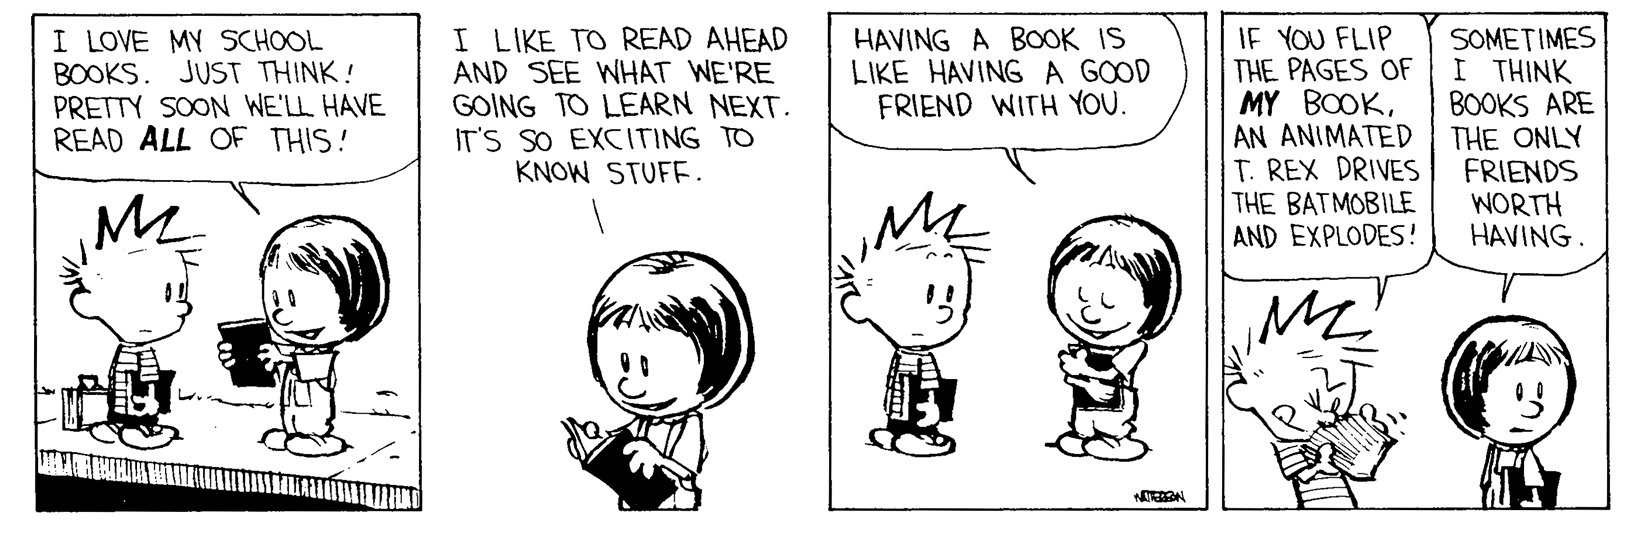 I LOVE MY SCHOOL
BOOKS. JUST THINK!
PRETTY SOON WE'LL HAVE
READ ALL OF THIS!
I LIKE TO READ AHEAD
AND SEE WHAT WE'RE
GOING TO LEARN NEXT.
IT'S SO EXCITING TO
KNOW STUFF.
HAVING A BOOK IS
LIKE HAVING A GOOD
FRIEND WITH YOU.
WATTERSON
IF YOU FLIP
THE PAGES OF
MY BOOK,
AN ANIMATED
T. REX DRIVES
THE BATMOBILE
AND EXPLODES!
SOMETIMES
I THINK
BOOKS ARE
THE ONLY
FRIENDS
WORTH
HAVING.